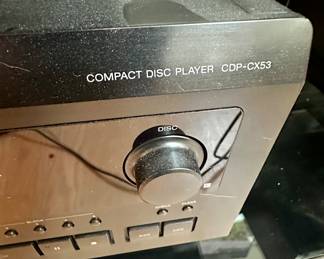 COMPACT DISC PLAYER CDP-CX53
DISC